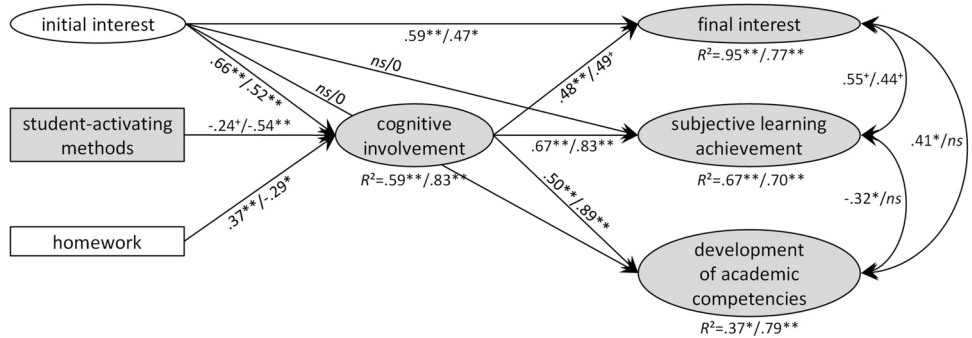 initial interest
final interest
.59**/.47*
R²=.95**/.77**
.66**/.52**
ns/0
ns/0
.48**/.49⁺
.55⁺/.44⁺
student-activating
methods
-.24⁺/-.54**
cognitive
involvement
R²=.59**/.83**
.67**/.83**
subjective learning
achievement
R²=.67**/.70**
.41*/ns
.37**/-.29*
.50**/.89**
-.32*/ns
homework
development
of academic
competencies
R²=.37*/.79**